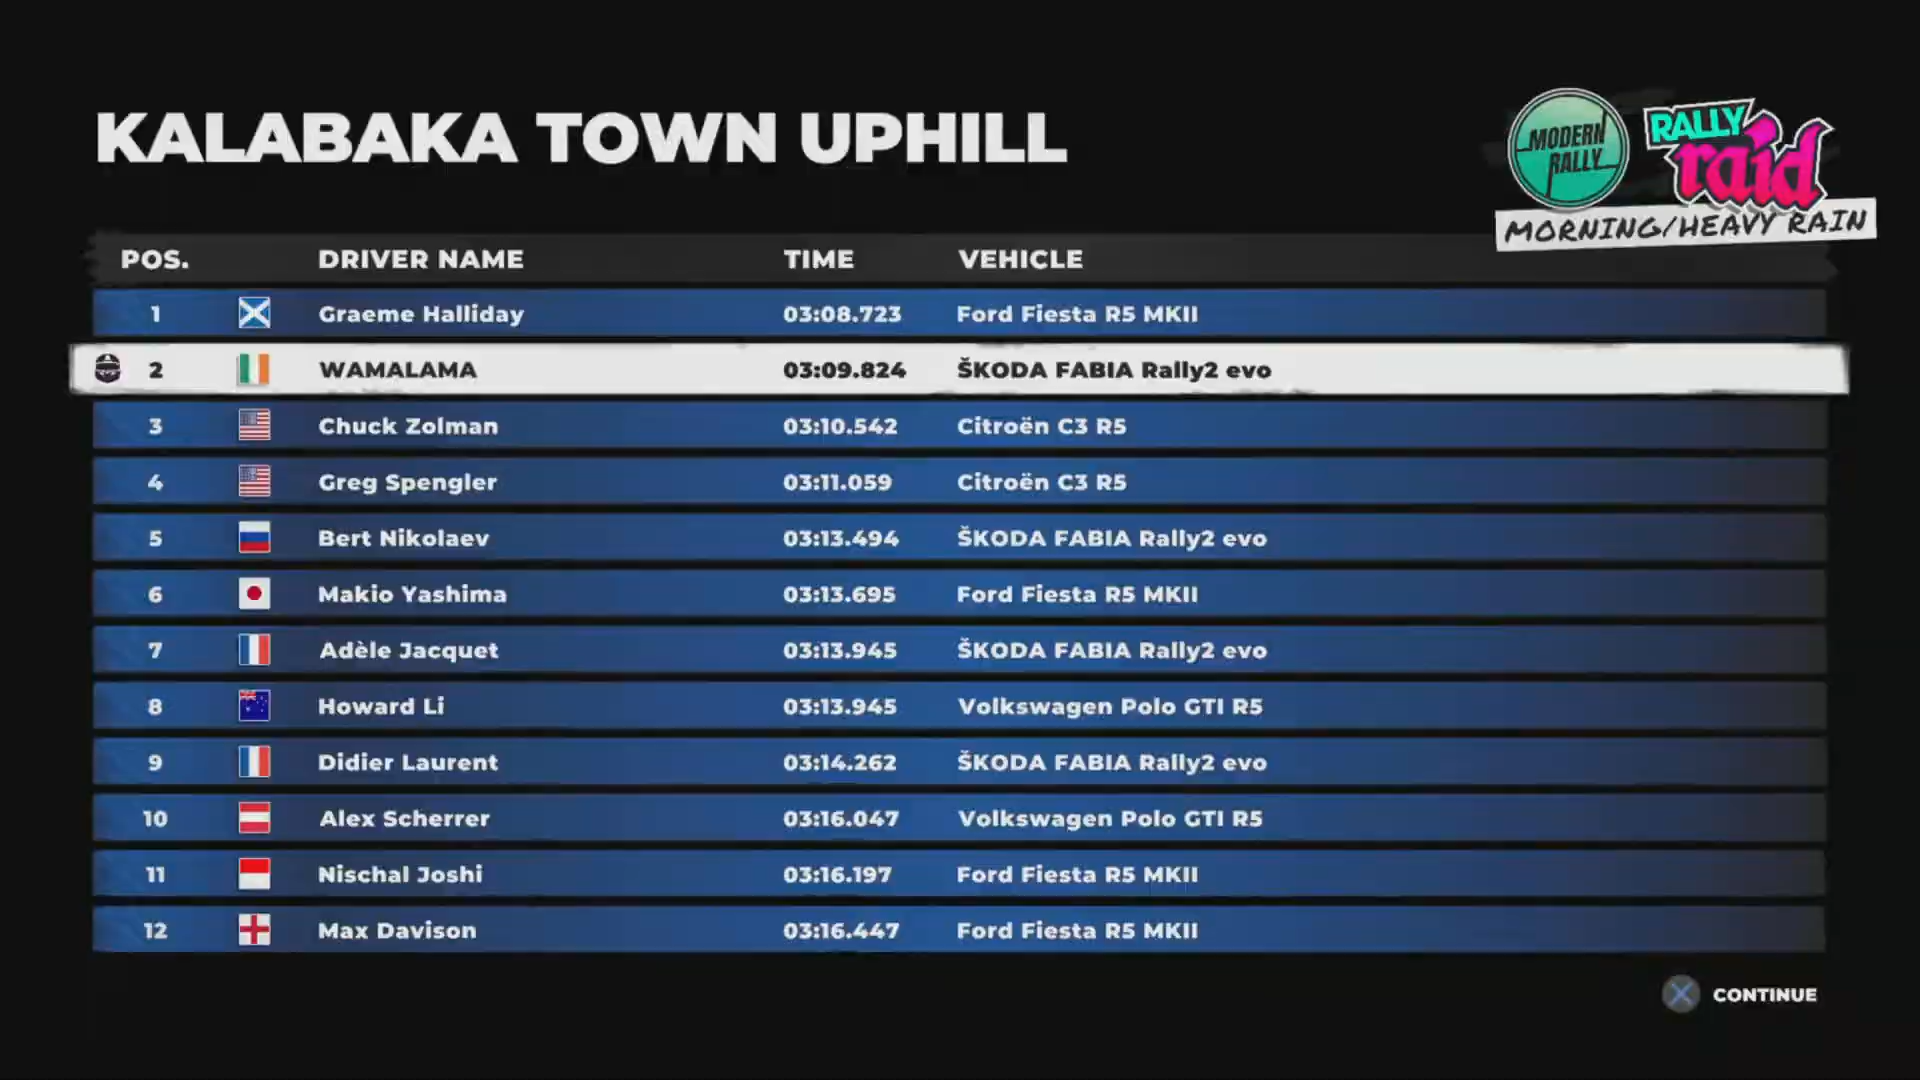 KALABAKA TOWN UPHILL
MODERN RALLY
RALLY raid
MORNING/HEAVY RAIN
POS. DRIVER NAME TIME VEHICLE
1 Graeme Halliday 03:08.723 Ford Fiesta R5 MKII
2 WAMALAMA 03:09.824 ŠKODA FABIA Rally2 evo
3 Chuck Zolman 03:10.542 Citroën C3 R5
4 Greg Spengler 03:11.059 Citroën C3 R5
5 Bert Nikolaev 03:13.494 ŠKODA FABIA Rally2 evo
6 Makio Yashima 03:13.695 Ford Fiesta R5 MKII
7 Adèle Jacquet 03:13.945 ŠKODA FABIA Rally2 evo
8 Howard Li 03:13.945 Volkswagen Polo GTI R5
9 Didier Laurent 03:14.262 ŠKODA FABIA Rally2 evo
10 Alex Scherrer 03:16.047 Volkswagen Polo GTI R5
11 Nischal Joshi 03:16.197 Ford Fiesta R5 MKII
12 Max Davison 03:16.447 Ford Fiesta R5 MKII
CONTINUE